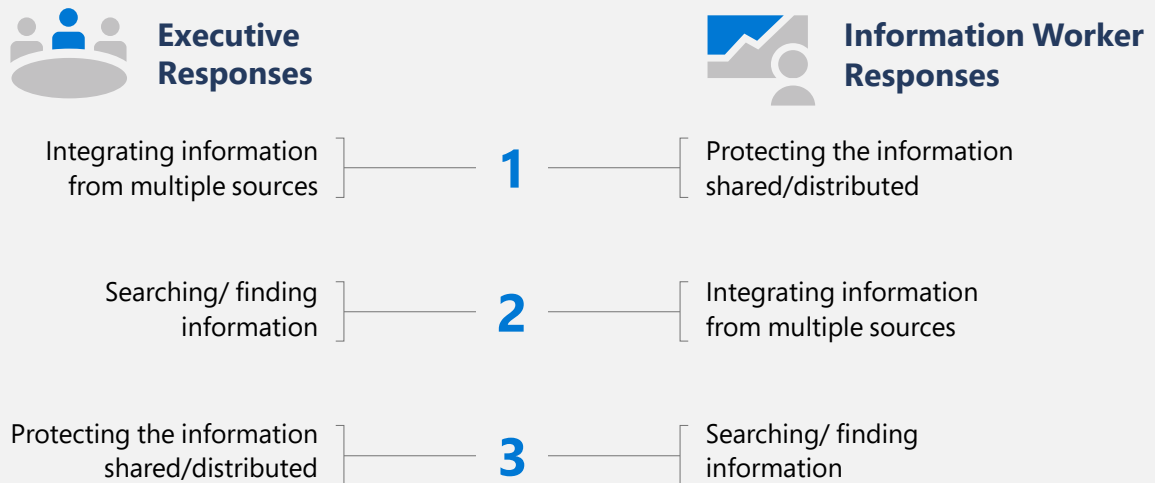 Executive
Responses
Information Worker
Responses
Integrating information
from multiple sources
1
Protecting the information
shared/distributed
Searching/ finding
information
2
Integrating information
from multiple sources
Protecting the information
shared/distributed
3
Searching/ finding
information